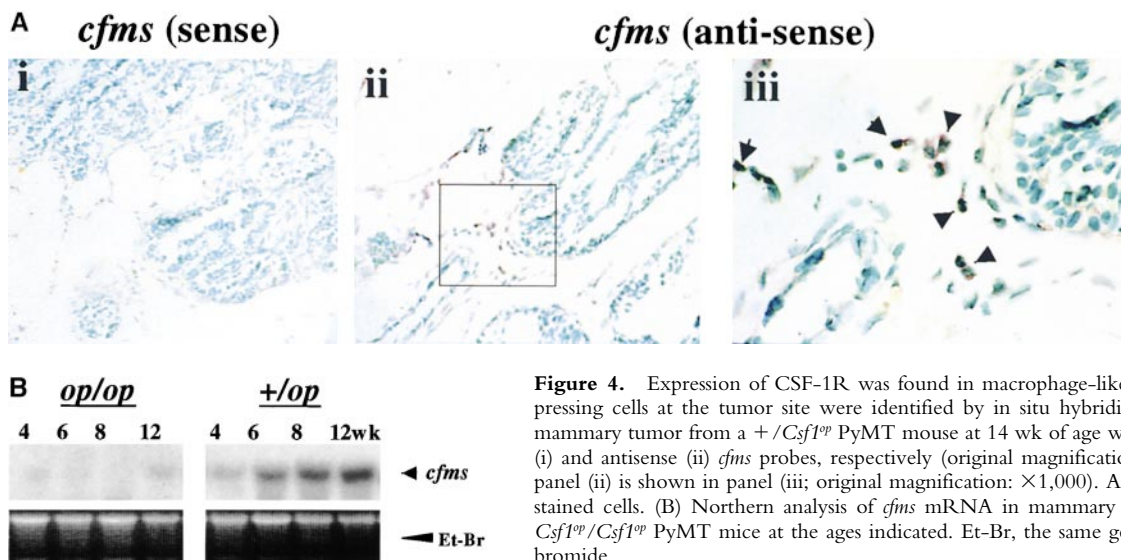 A
cfms (sense)
cfms (anti-sense)
i
ii
iii
B
op/op
+/op
4 6 8 12
4 6 8 12wk
cfms
Et-Br
Figure 4. Expression of CSF-1R was found in macrophage-like
pressing cells at the tumor site were identified by in situ hybridi
mammary tumor from a +/Csf1op PyMT mouse at 14 wk of age w
(i) and antisense (ii) cfms probes, respectively (original magnification
panel (ii) is shown in panel (iii; original magnification: ×1,000). A
stained cells. (B) Northern analysis of cfms mRNA in mammary
Csf1op/Csf1op PyMT mice at the ages indicated. Et-Br, the same ge
bromide